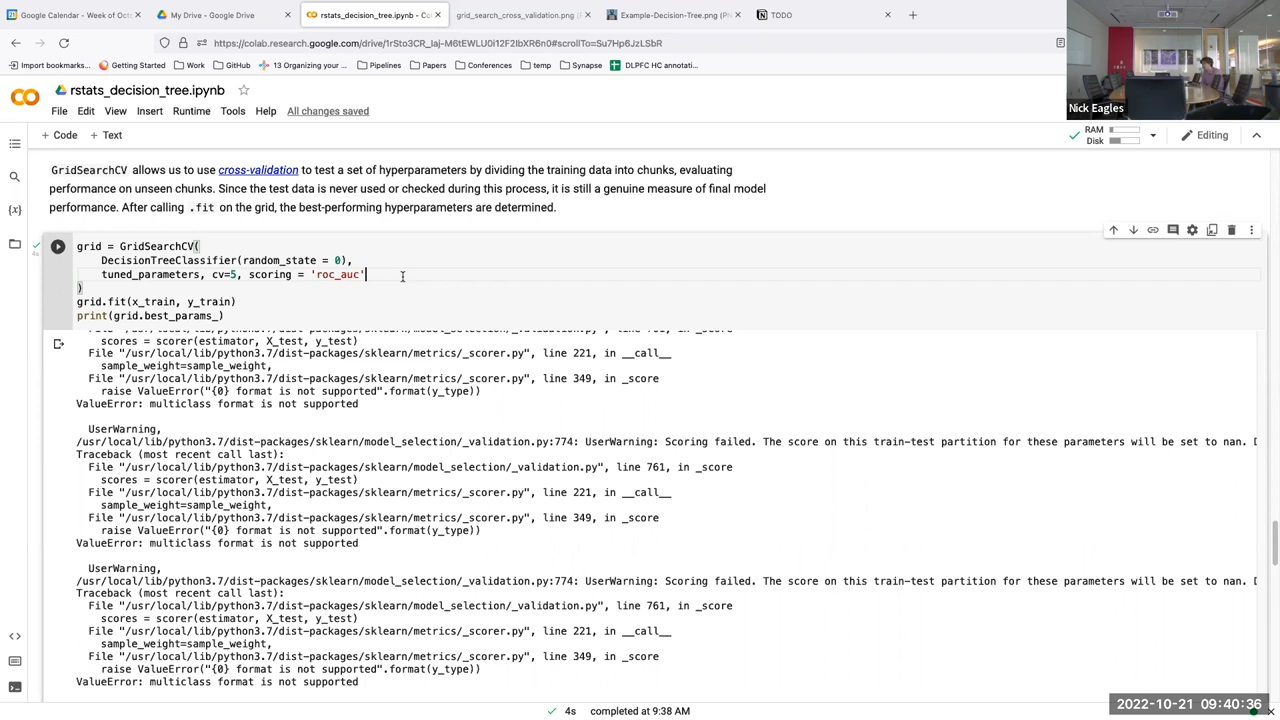 Google Calendar - Week of Oct
My Drive - Google Drive
rstats_decision_tree.ipynb - Co
grid_search_cross_validation.png
Example-Decision-Tree.png (PN
TODO
https://colab.research.google.com/drive/1rSto3CR_Iaj-M6tEWLU0i12F2IbXR6n0#scrollTo=Su7Hp6JzLSbR
Import bookmarks...
Getting Started
Work
GitHub
13 Organizing your ...
Pipelines
Papers
Conferences
temp
Synapse
DLPFC HC annotati...
Nick Eagles
rstats_decision_tree.ipynb
File Edit View Insert Runtime Tools Help All changes saved
+ Code + Text
RAM
Disk
Editing
GridSearchCV allows us to use cross-validation to test a set of hyperparameters by dividing the training data into chunks, evaluating
performance on unseen chunks. Since the test data is never used or checked during this process, it is still a genuine measure of final model
performance. After calling .fit on the grid, the best-performing hyperparameters are determined.
4s
grid = GridSearchCV(
DecisionTreeClassifier(random_state = 0),
tuned_parameters, cv=5, scoring = 'roc_auc'
)
grid.fit(x_train, y_train)
print(grid.best_params_)
scores = scorer(estimator, X_test, y_test)
File "/usr/local/lib/python3.7/dist-packages/sklearn/metrics/_scorer.py", line 221, in __call__
sample_weight=sample_weight,
File "/usr/local/lib/python3.7/dist-packages/sklearn/metrics/_scorer.py", line 349, in _score
raise ValueError("{0} format is not supported".format(y_type))
ValueError: multiclass format is not supported
UserWarning,
/usr/local/lib/python3.7/dist-packages/sklearn/model_selection/_validation.py:774: UserWarning: Scoring failed. The score on this train-test partition for these parameters will be set to nan. D
Traceback (most recent call last):
File "/usr/local/lib/python3.7/dist-packages/sklearn/model_selection/_validation.py", line 761, in _score
scores = scorer(estimator, X_test, y_test)
File "/usr/local/lib/python3.7/dist-packages/sklearn/metrics/_scorer.py", line 221, in __call__
sample_weight=sample_weight,
File "/usr/local/lib/python3.7/dist-packages/sklearn/metrics/_scorer.py", line 349, in _score
raise ValueError("{0} format is not supported".format(y_type))
ValueError: multiclass format is not supported
UserWarning,
/usr/local/lib/python3.7/dist-packages/sklearn/model_selection/_validation.py:774: UserWarning: Scoring failed. The score on this train-test partition for these parameters will be set to nan. D
Traceback (most recent call last):
File "/usr/local/lib/python3.7/dist-packages/sklearn/model_selection/_validation.py", line 761, in _score
scores = scorer(estimator, X_test, y_test)
File "/usr/local/lib/python3.7/dist-packages/sklearn/metrics/_scorer.py", line 221, in __call__
sample_weight=sample_weight,
File "/usr/local/lib/python3.7/dist-packages/sklearn/metrics/_scorer.py", line 349, in _score
raise ValueError("{0} format is not supported".format(y_type))
ValueError: multiclass format is not supported
4s completed at 9:38 AM
2022-10-21 09:40:36